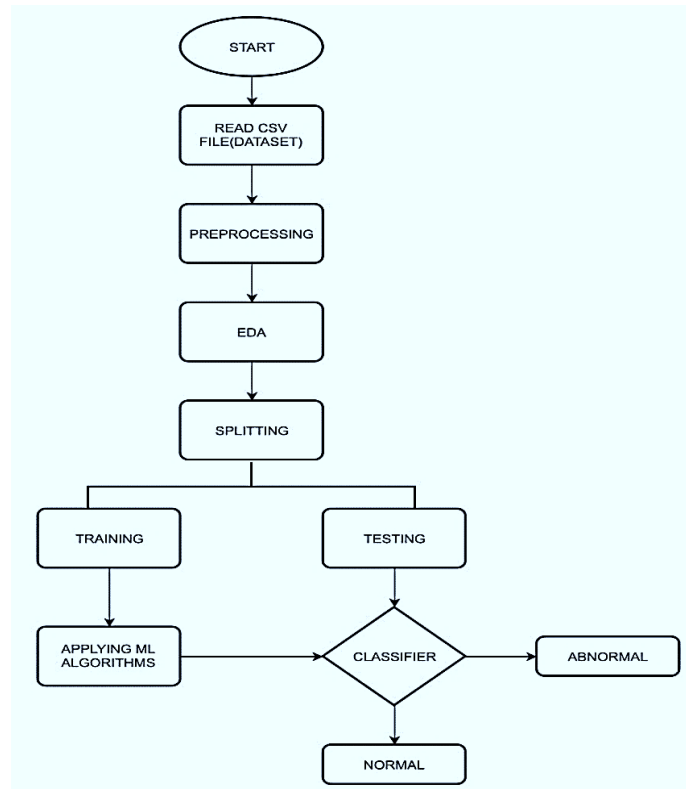 START
READ CSV
FILE(DATASET)
PREPROCESSING
EDA
SPLITTING
TRAINING
TESTING
APPLYING ML
ALGORITHMS
CLASSIFIER
ABNORMAL
NORMAL